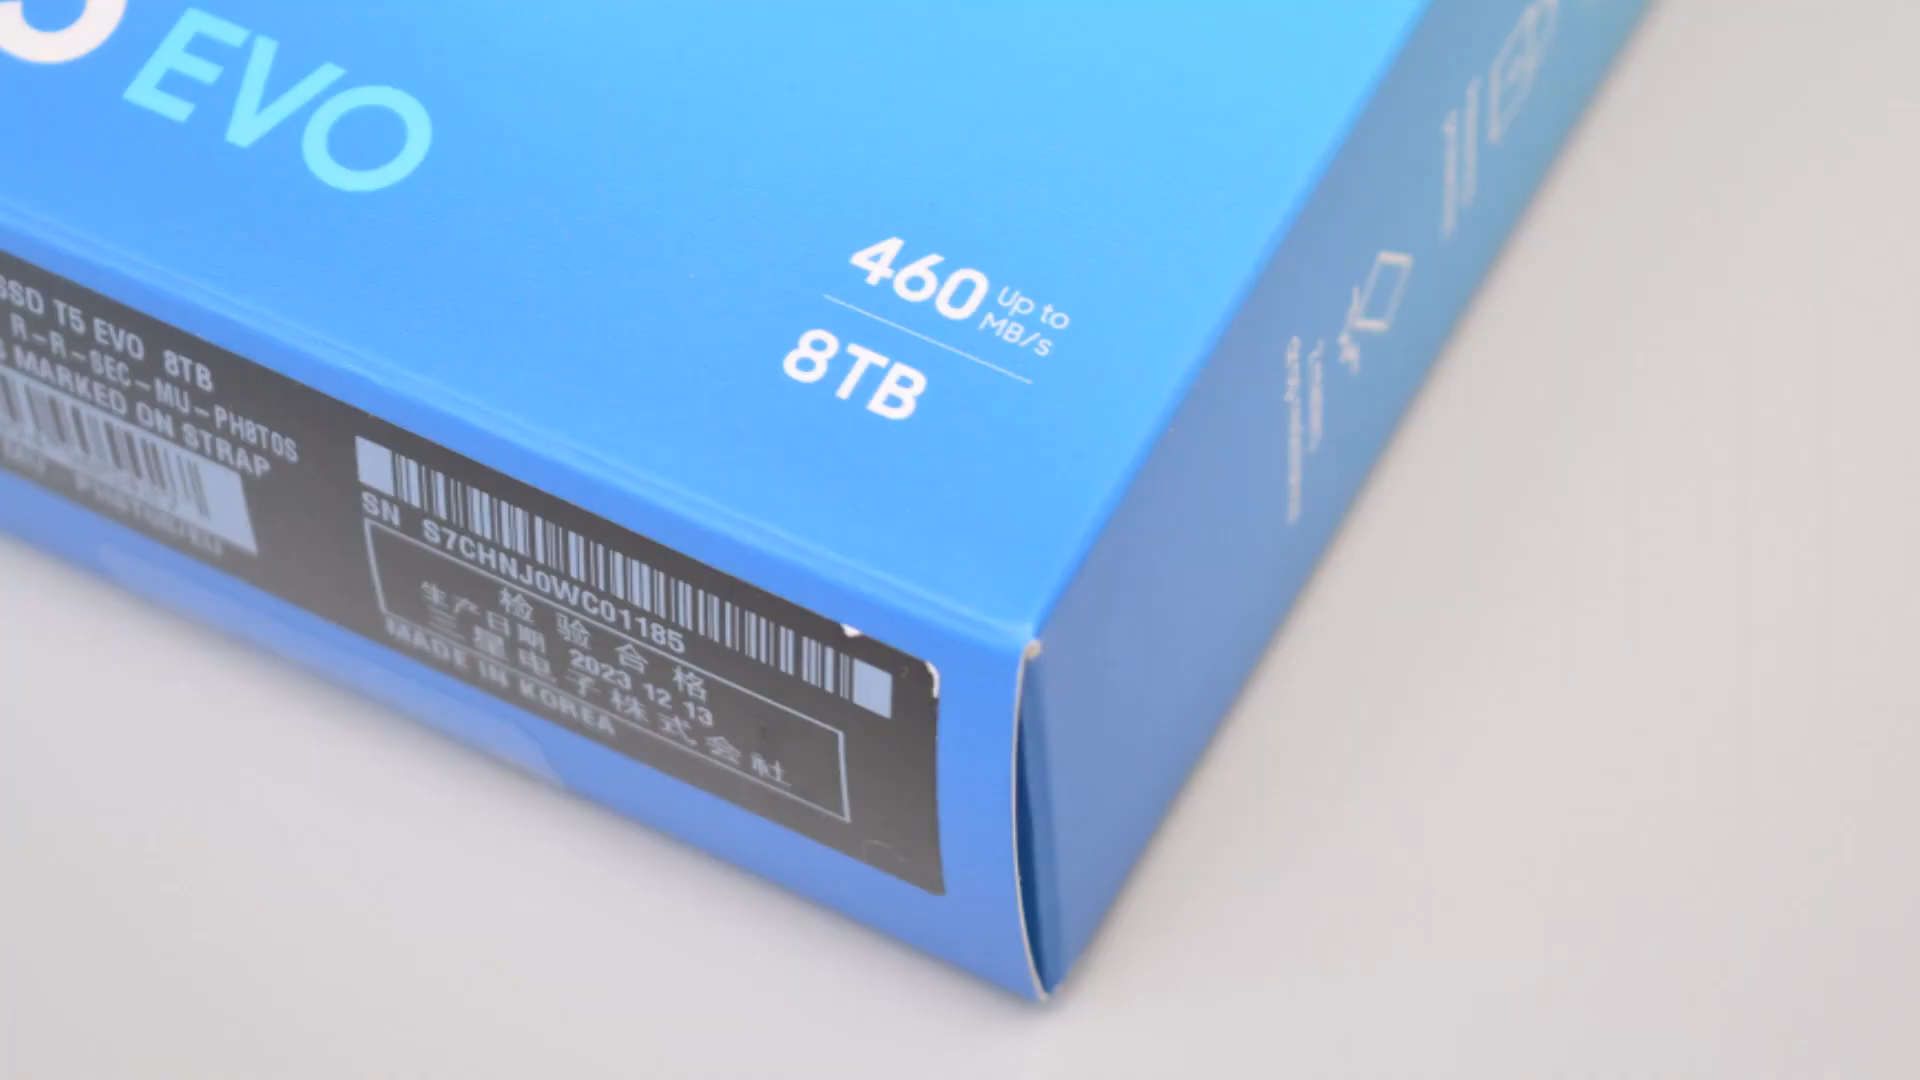 5 EVO
460 Up to
MB/s
8TB
SSD T5 EVO 8TB
R-R-SEC-MU-PH8T0S
MARKED ON STRAP
SN S7CHNJ0WC01185
检验合格
生产日期 2023 12 13
三星电子株式会社
MADE IN KOREA